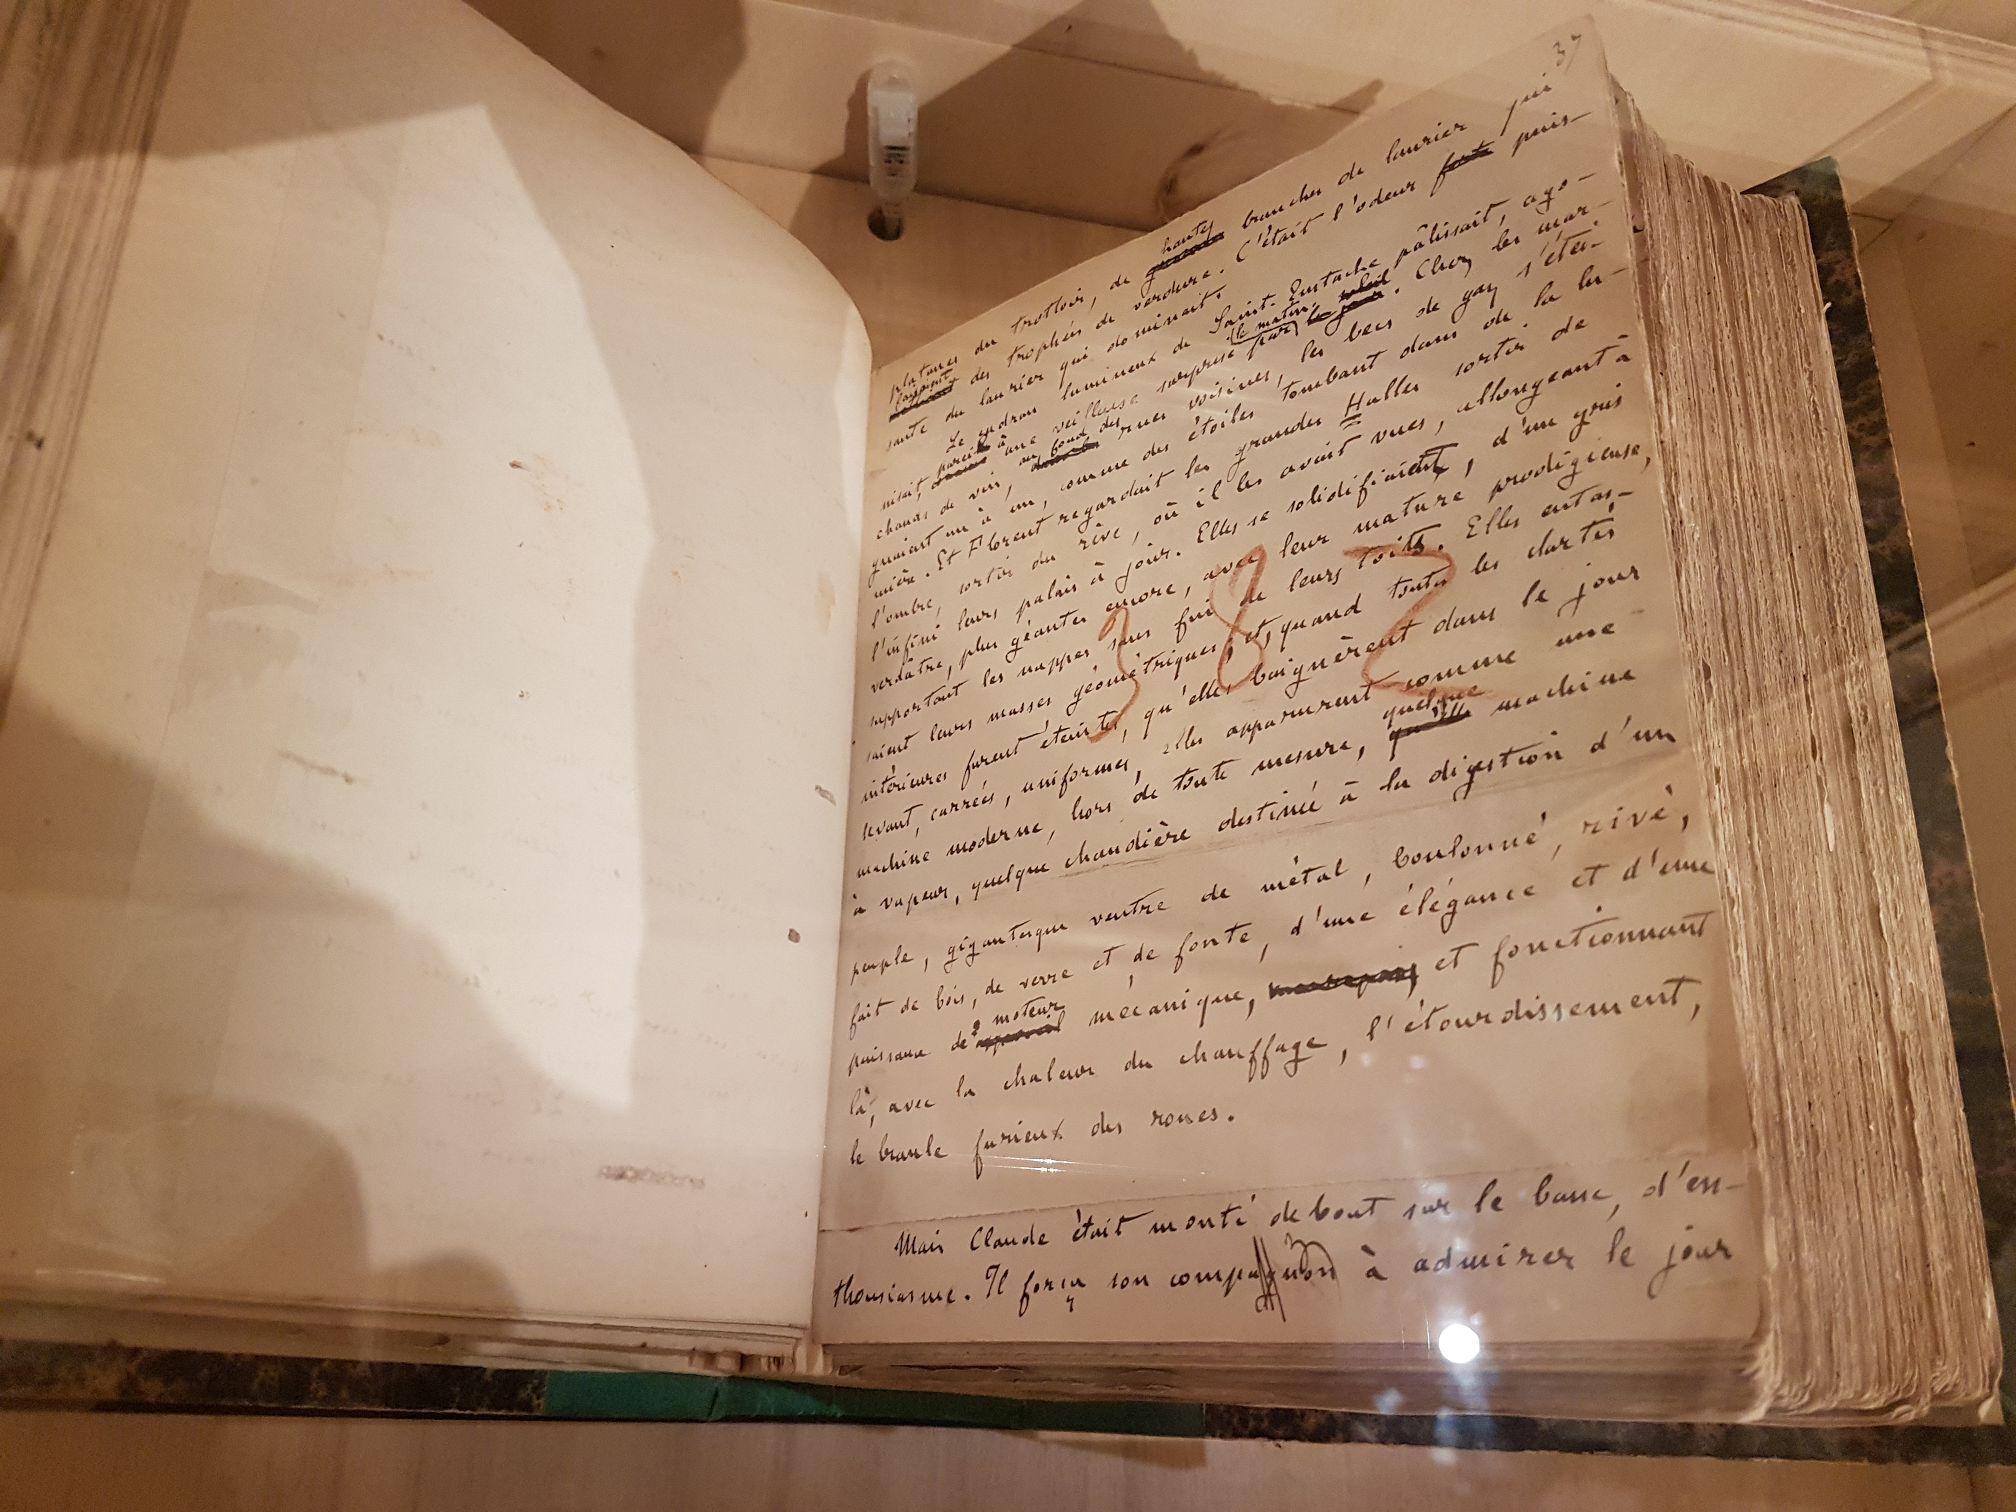 37
platanes du trottoir, de hautes branches de laurier qui
faisaient des trophées de verdure. C'était l'odeur forte puis-
sante du laurier qui dominait.
Le cadran lumineux de Saint-Eustache pâlissait, ago-
nisait, pareil à une veilleuse surprise par le matin. Chez les mar-
chands de vin, au fond des rues voisines, les becs de gaz s'étei-
gnaient un à un, comme des étoiles tombant dans de la lu-
mière. Et Florent regardait les grandes Halles sortir de
l'ombre, sortir du rêve, où il les avait vues, allongeant à
l'infini leurs palais à jour. Elles se solidifiaient, d'un gris
verdâtre, plus géantes encore, avec leur mature prodigieuse,
supportant les nappes sans fin de leurs toits. Elles entas-
saient leurs masses géométriques; et, quand toutes les clartés
intérieures furent éteintes, qu'elles baignèrent dans le jour
levant, carrées, uniformes, elles apparurent comme une
machine moderne, hors de toute mesure, quelque machine
à vapeur, quelque chaudière destinée à la digestion d'un
peuple, gigantesque ventre de métal, boulonné, rivé,
fait de bois, de verre et de fonte, d'une élégance et d'une
puissance de moteur mécanique, et fonctionnant
là, avec la chaleur du chauffage, l'étourdissement,
le branle furieux des roues.
Mais Claude était monté debout sur le banc, d'en-
thousiasme. Il força son compagnon à admirer le jour
382